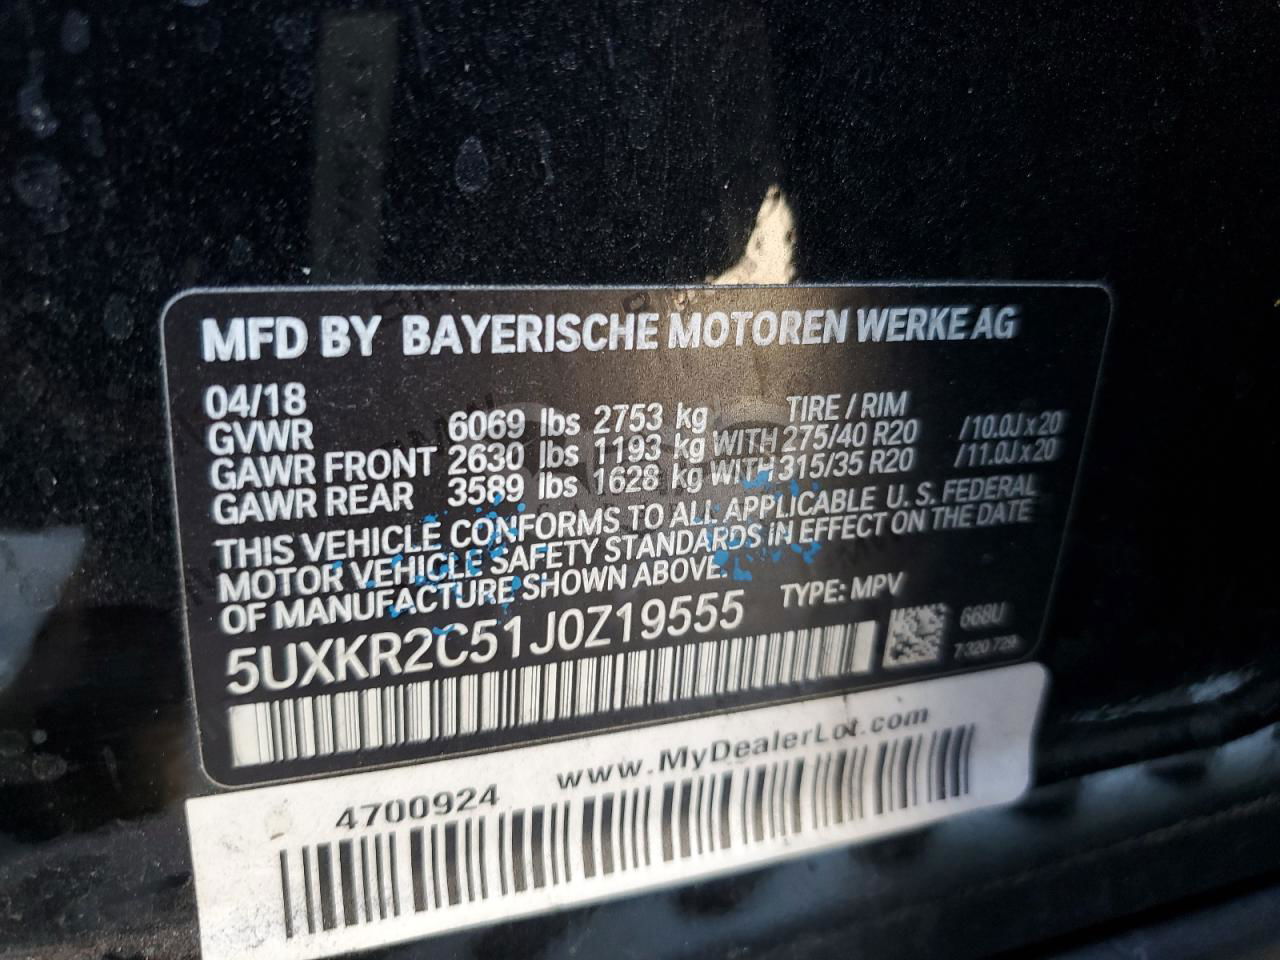 MFD BY BAYERISCHE MOTOREN WERKE AG
04/18 TIRE / RIM
GVWR 6069 lbs 2753 kg
GAWR FRONT 2630 lbs 1193 kg WITH 275/40 R20 /10.0J x 20
GAWR REAR 3589 lbs 1628 kg WITH 315/35 R20 /11.0J x 20
THIS VEHICLE CONFORMS TO ALL APPLICABLE U. S. FEDERAL
MOTOR VEHICLE SAFETY STANDARDS IN EFFECT ON THE DATE
OF MANUFACTURE SHOWN ABOVE.
5UXKR2C51J0Z19555 TYPE: MPV
668U
7 320 729
4700924 www.MyDealerLot.com